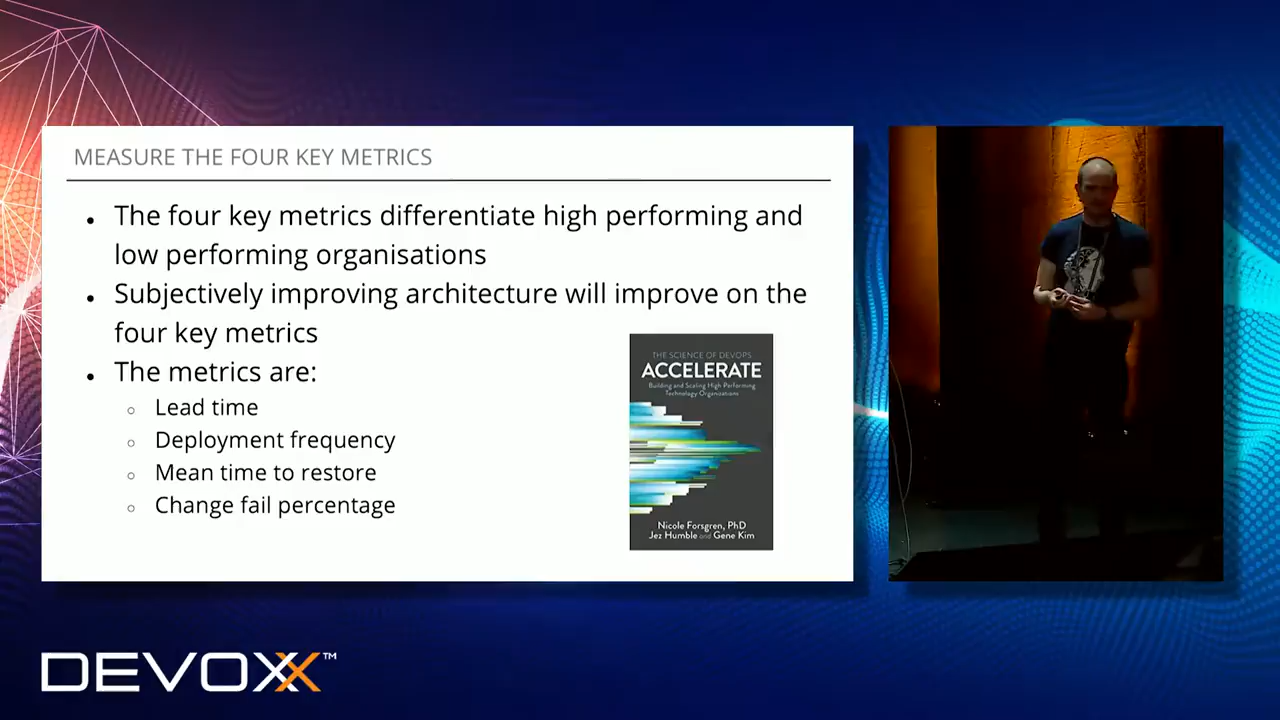 MEASURE THE FOUR KEY METRICS
• The four key metrics differentiate high performing and
low performing organisations
• Subjectively improving architecture will improve on the
four key metrics
• The metrics are:
○ Lead time
○ Deployment frequency
○ Mean time to restore
○ Change fail percentage
THE SCIENCE OF DEVOPS
ACCELERATE
Building and Scaling High Performing
Technology Organizations
Nicole Forsgren, PhD
Jez Humble and Gene Kim
DEVOXX™